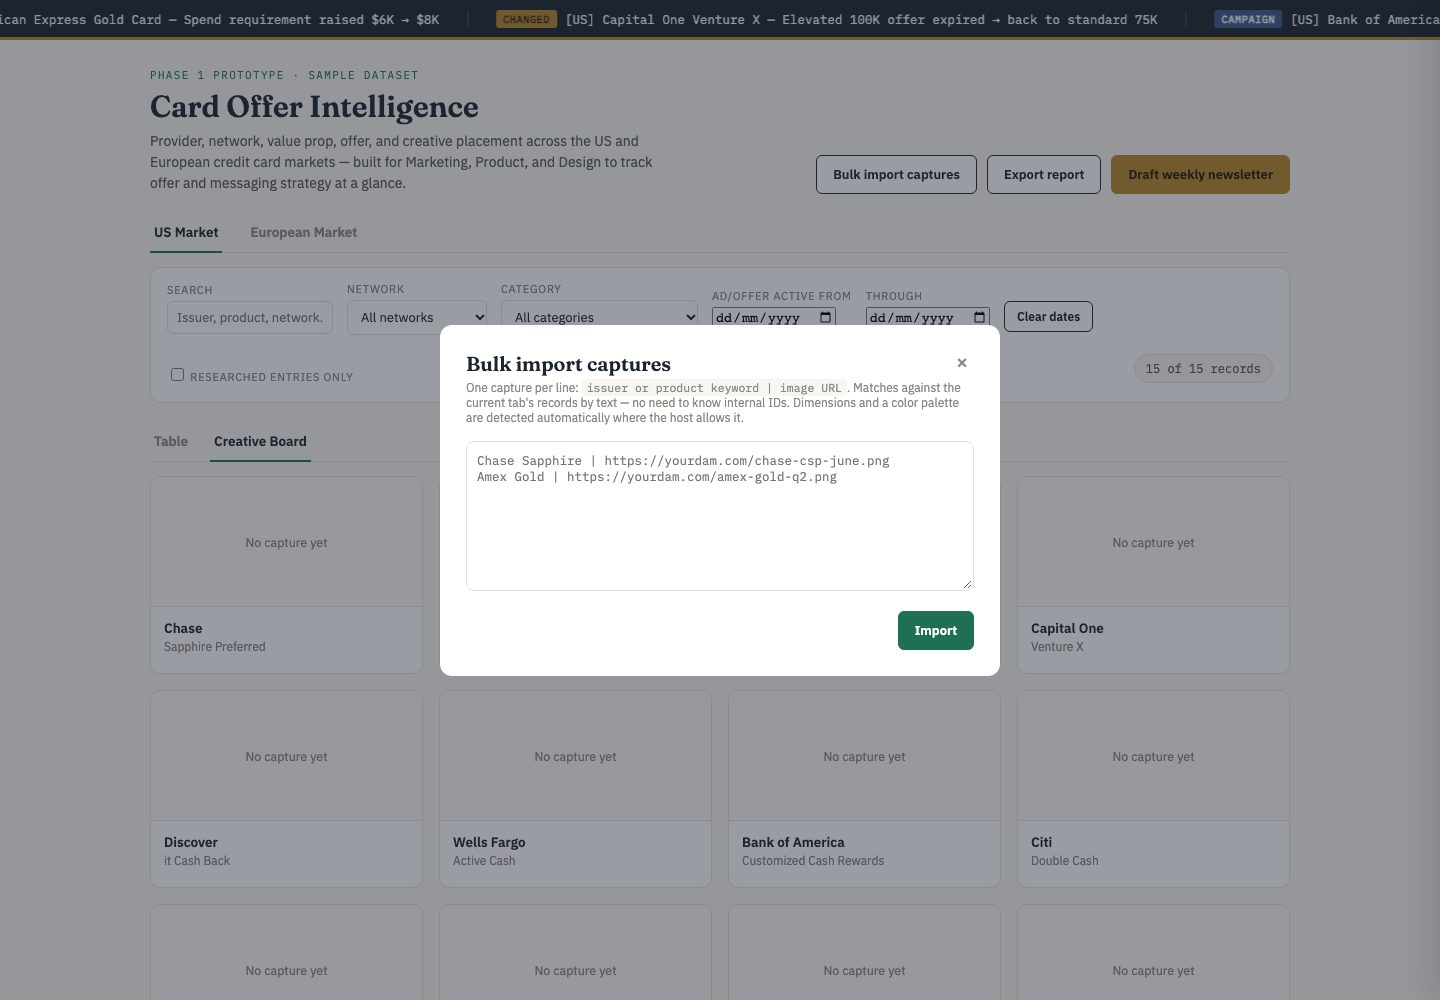 ican Express Gold Card — Spend requirement raised $6K → $8K
CHANGED [US] Capital One Venture X — Elevated 100K offer expired → back to standard 75K
CAMPAIGN [US] Bank of America
PHASE 1 PROTOTYPE · SAMPLE DATASET
Card Offer Intelligence
Provider, network, value prop, offer, and creative placement across the US and
European credit card markets — built for Marketing, Product, and Design to track
offer and messaging strategy at a glance.
Bulk import captures
Export report
Draft weekly newsletter
US Market
European Market
SEARCH
NETWORK
CATEGORY
AD/OFFER ACTIVE FROM
THROUGH
Issuer, product, network.
All networks
All categories
dd/mm/yyyy
dd/mm/yyyy
Clear dates
RESEARCHED ENTRIES ONLY
15 of 15 records
Table
Creative Board
Bulk import captures
×
One capture per line: issuer or product keyword | image URL . Matches against the
current tab's records by text — no need to know internal IDs. Dimensions and a color palette
are detected automatically where the host allows it.
Chase Sapphire | https://yourdam.com/chase-csp-june.png
Amex Gold | https://yourdam.com/amex-gold-q2.png
Import
No capture yet
Chase
Sapphire Preferred
No capture yet
Capital One
Venture X
No capture yet
Discover
it Cash Back
No capture yet
Wells Fargo
Active Cash
No capture yet
Bank of America
Customized Cash Rewards
No capture yet
Citi
Double Cash
No capture yet
No capture yet
No capture yet
No capture yet